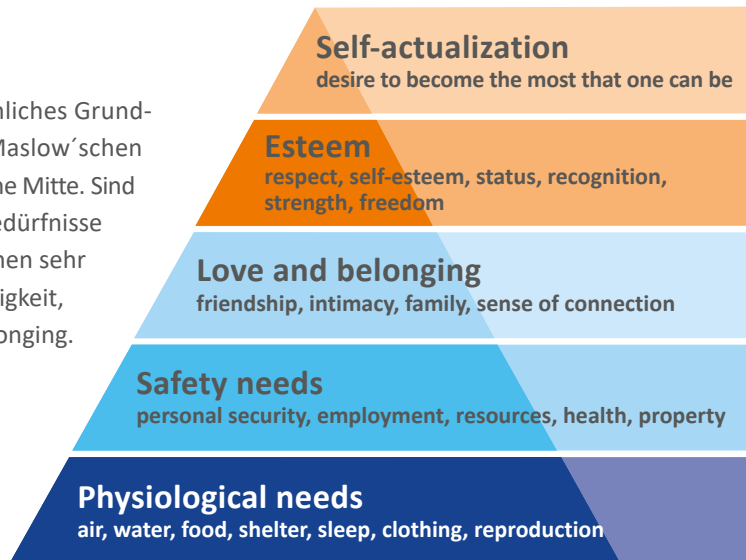 nliches Grund-
Maslow´schen
ne Mitte. Sind
edürfnisse
nen sehr
igkeit,
onging.
Self-actualization
desire to become the most that one can be
Esteem
respect, self-esteem, status, recognition,
strength, freedom
Love and belonging
friendship, intimacy, family, sense of connection
Safety needs
personal security, employment, resources, health, property
Physiological needs
air, water, food, shelter, sleep, clothing, reproduction